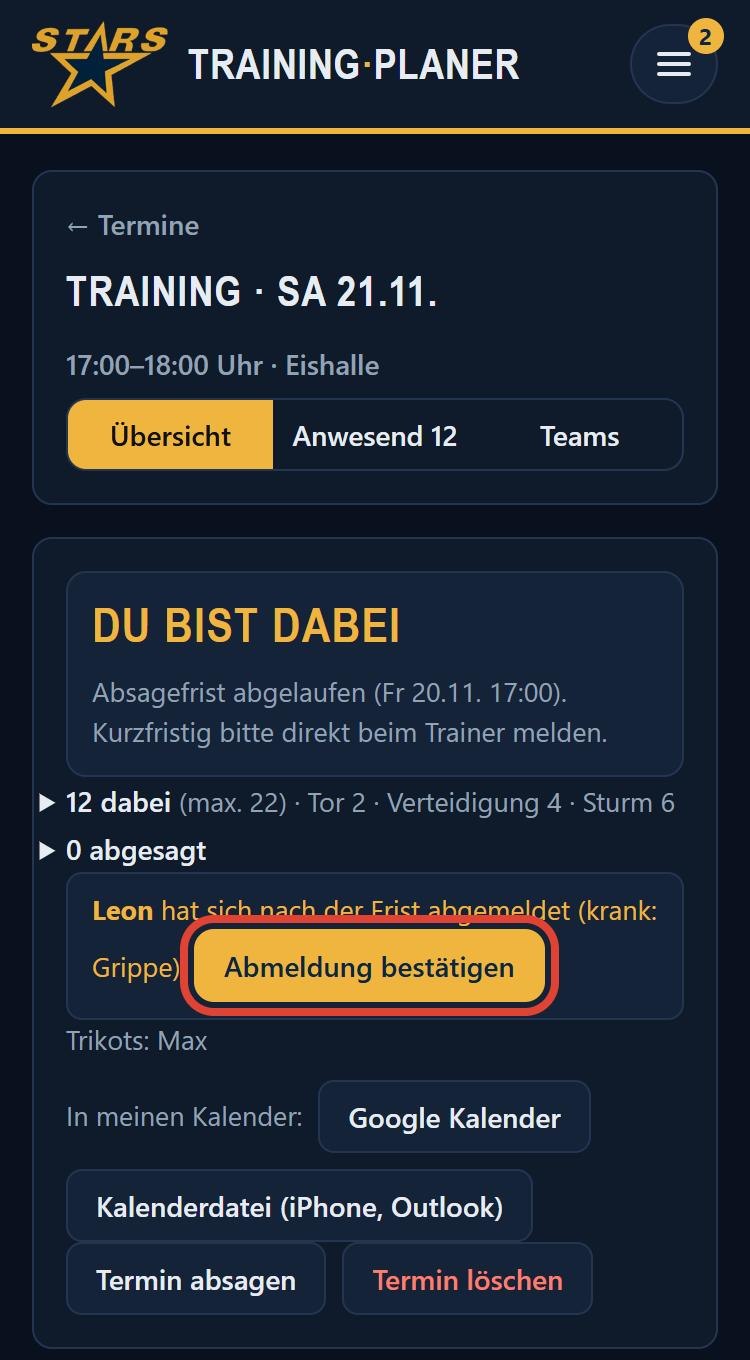 STARS
TRAINING·PLANER
2
← Termine
TRAINING · SA 21.11.
17:00–18:00 Uhr · Eishalle
Übersicht Anwesend 12 Teams
DU BIST DABEI
Absagefrist abgelaufen (Fr 20.11. 17:00).
Kurzfristig bitte direkt beim Trainer melden.
▶ 12 dabei (max. 22) · Tor 2 · Verteidigung 4 · Sturm 6
▶ 0 abgesagt
Leon hat sich nach der Frist abgemeldet (krank:
Grippe) Abmeldung bestätigen
Trikots: Max
In meinen Kalender: Google Kalender
Kalenderdatei (iPhone, Outlook)
Termin absagen Termin löschen